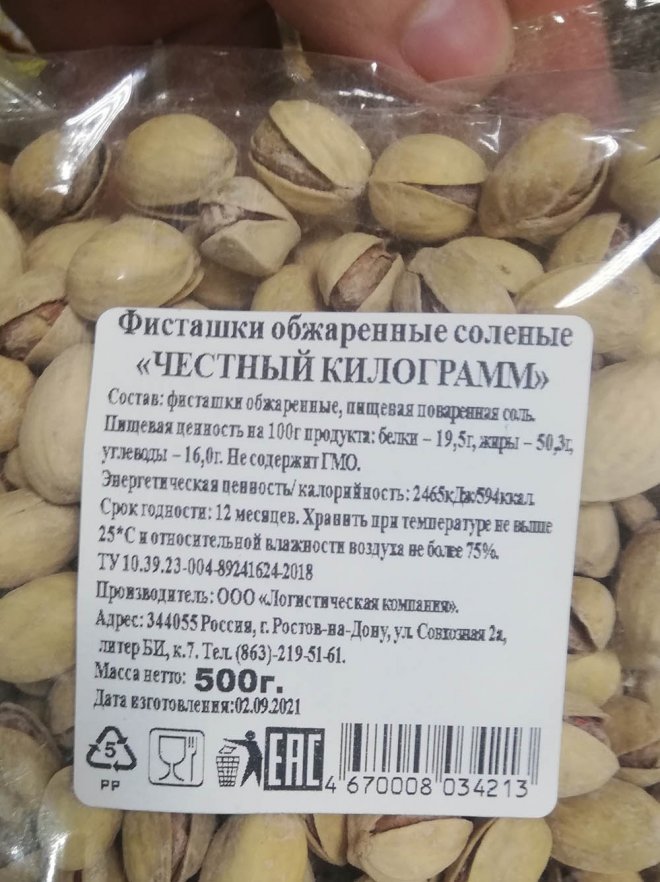 Фисташки обжаренные соленые
«ЧЕСТНЫЙ КИЛОГРАММ»
Состав: фисташки обжаренные, пищевая поваренная соль.
Пищевая ценность на 100г продукта: белки – 19,5г, жиры – 50,3г,
углеводы – 16,0г. Не содержит ГМО.
Энергетическая ценность/ калорийность: 2465кДж/594ккал.
Срок годности: 12 месяцев. Хранить при температуре не выше
25*С и относительной влажности воздуха не более 75%.
ТУ 10.39.23-004-89241624-2018
Производитель: ООО «Логистическая компания».
Адрес: 344055 Россия, г. Ростов-на-Дону, ул. Совхозная 2а,
литер БИ, к.7. Тел. (863)-219-51-61.
Масса нетто: 500г.
Дата изготовления:02.09.2021
5
PP
EAC
4 670008 034213